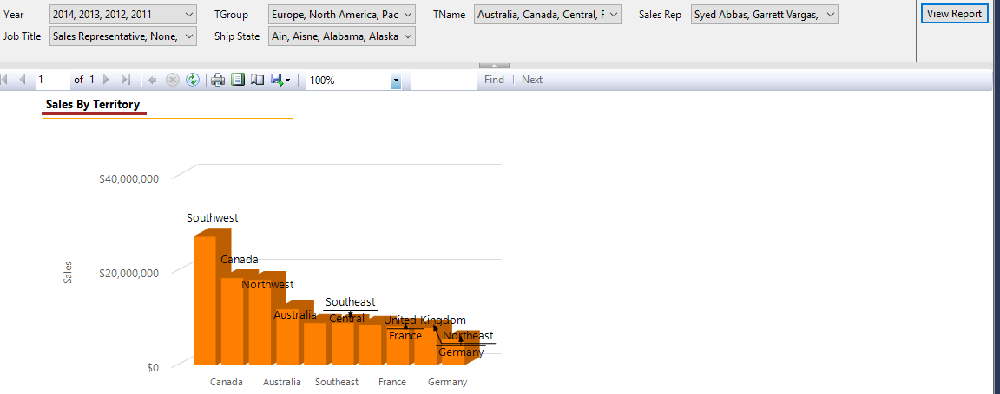 Year 2014, 2013, 2012, 2011 TGroup Europe, North America, Pac TName Australia, Canada, Central, F Sales Rep Syed Abbas, Garrett Vargas, View Report
Job Title Sales Representative, None, Ship State Ain, Aisne, Alabama, Alaska
1 of 1 100% Find | Next
Sales By Territory
$40,000,000
Southwest
Canada
Sales
$20,000,000
Northwest
Southeast
Australia Central United Kingdom
France Northeast
Germany
$0
Canada Australia Southeast France Germany